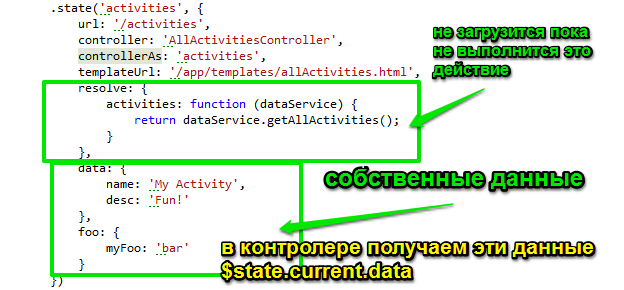 .state('activities', {
url: '/activities',
controller: 'AllActivitiesController',
controllerAs: 'activities',
templateUrl: '/app/templates/allActivities.html',
resolve: {
activities: function (dataService) {
return dataService.getAllActivities();
}
},
data: {
name: 'My Activity',
desc: 'Fun!'
},
foo: {
myFoo: 'bar'
}
})
не загрузится пока
не выполнится это
действие
собственные данные
в контролере получаем эти данные
$state.current.data